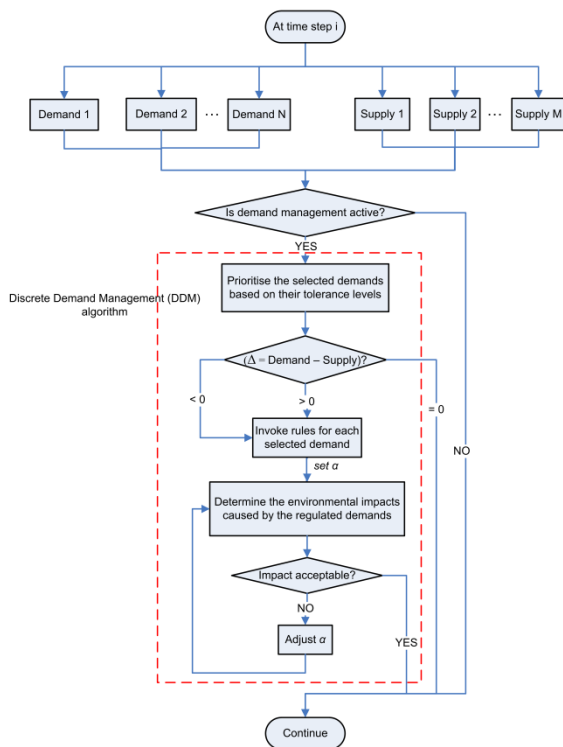 At time step i
Demand 1
Demand 2
...
Demand N
Supply 1
Supply 2
...
Supply M
Is demand management active?
YES
Discrete Demand Management (DDM)
algorithm
Prioritise the selected demands
based on their tolerance levels
(Δ = Demand – Supply)?
< 0
> 0
= 0
Invoke rules for each
selected demand
NO
set α
Determine the environmental impacts
caused by the regulated demands
Impact acceptable?
NO
YES
Adjust α
Continue